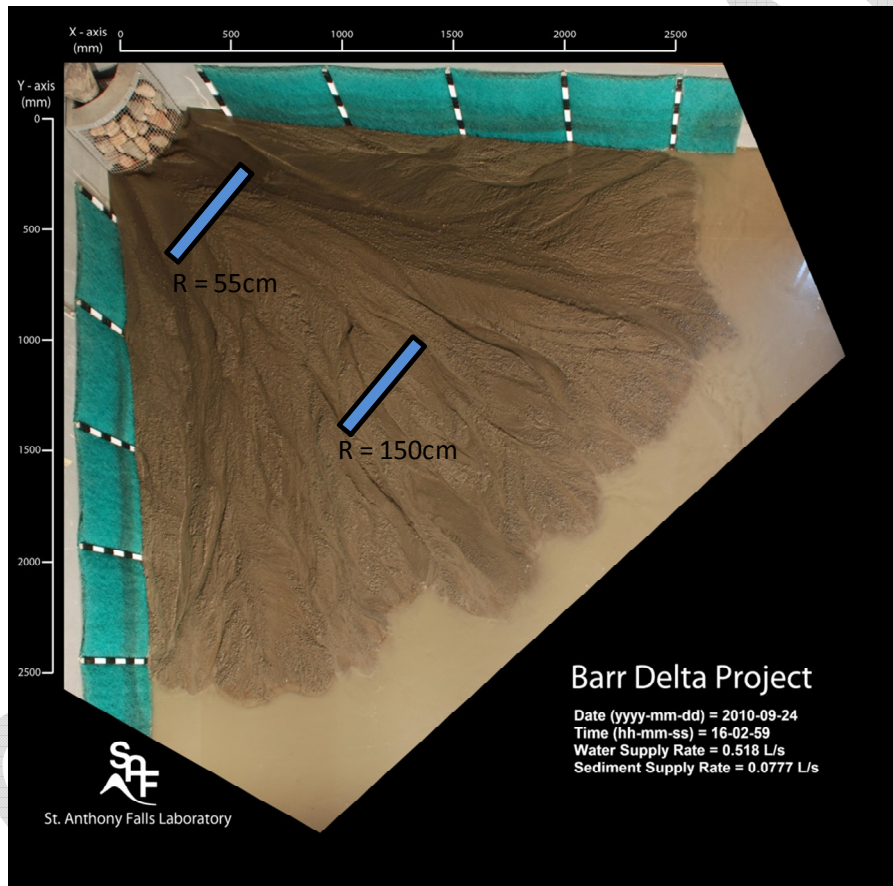 X - axis
(mm)
0 500 1000 1500 2000 2500
Y - axis
(mm)
0
500
1000
1500
2000
2500
R = 55cm
R = 150cm
Barr Delta Project
Date (yyyy-mm-dd) = 2010-09-24
Time (hh-mm-ss) = 16-02-59
Water Supply Rate = 0.518 L/s
Sediment Supply Rate = 0.0777 L/s
SAF
St. Anthony Falls Laboratory